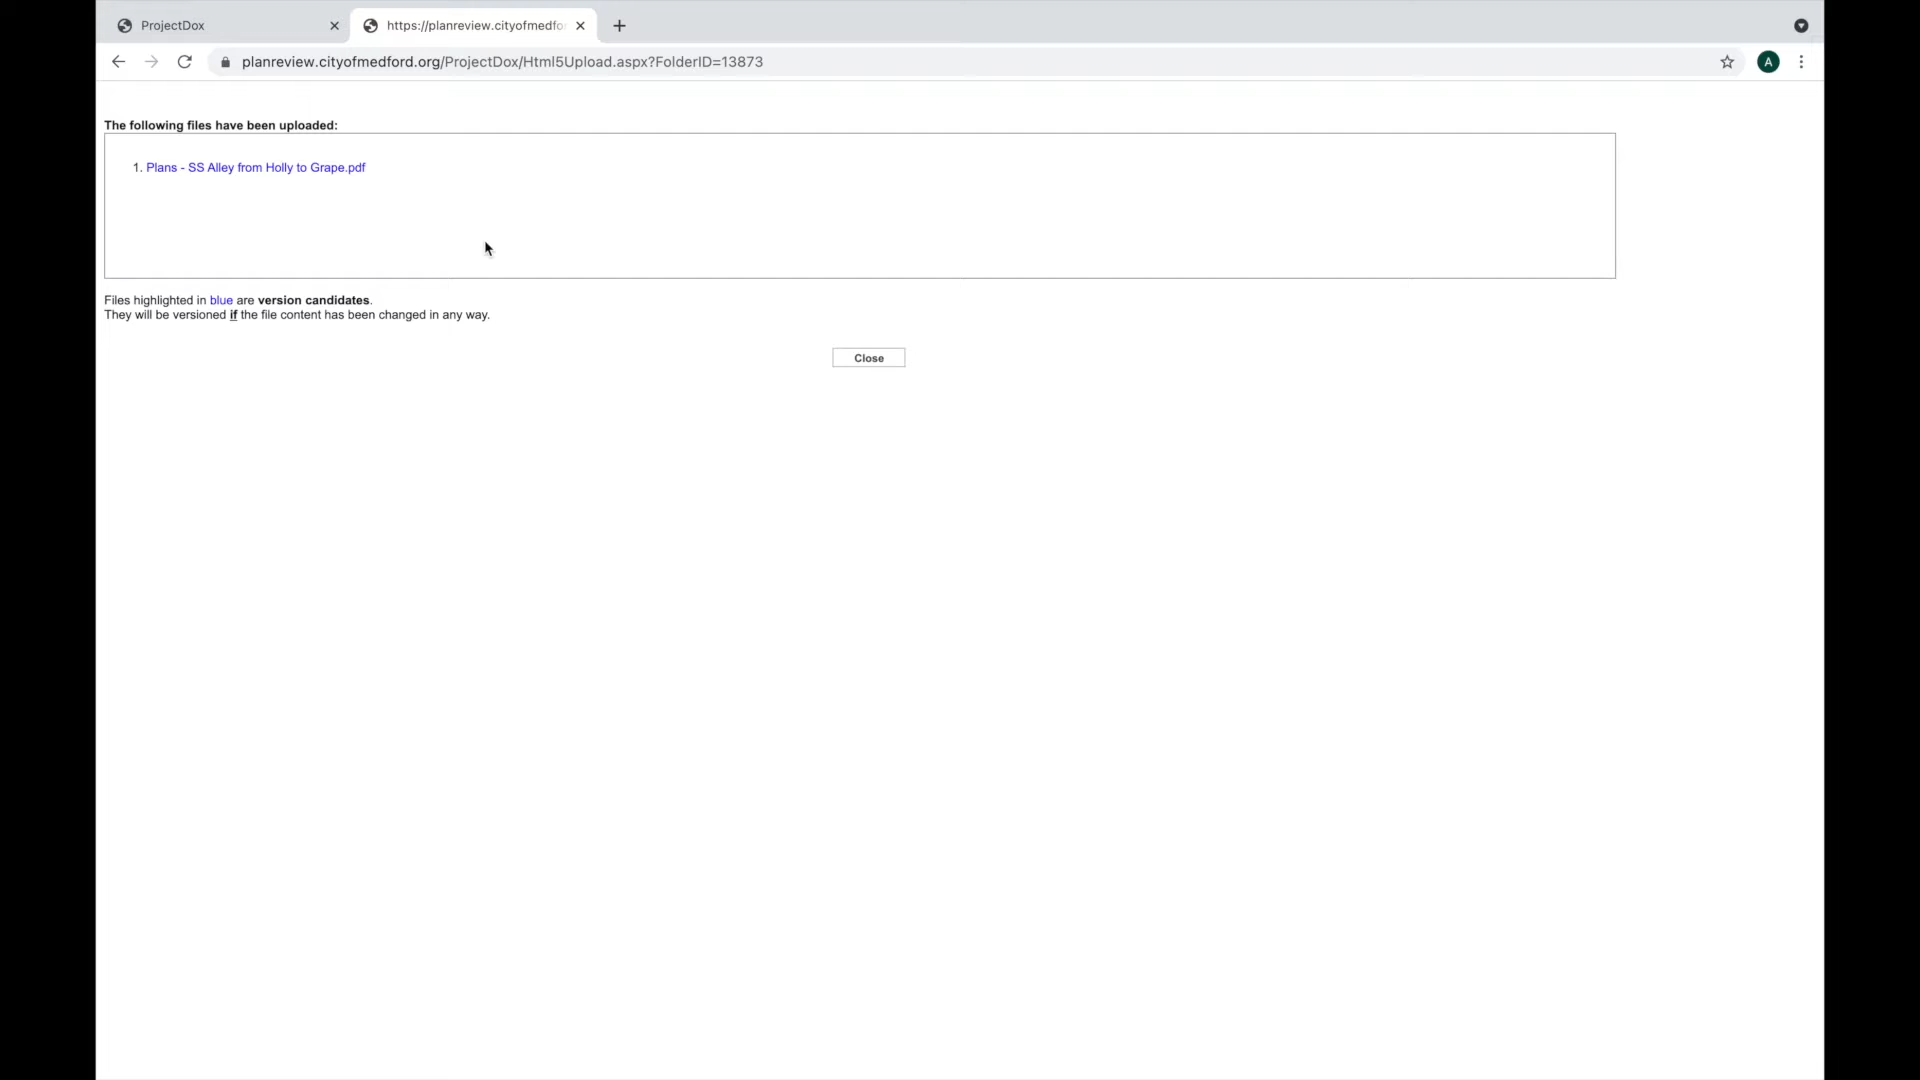 ProjectDox
https://planreview.cityofmedfo
planreview.cityofmedford.org/ProjectDox/Html5Upload.aspx?FolderID=13873
A
The following files have been uploaded:
1. Plans - SS Alley from Holly to Grape.pdf
Files highlighted in blue are version candidates.
They will be versioned if the file content has been changed in any way.
Close